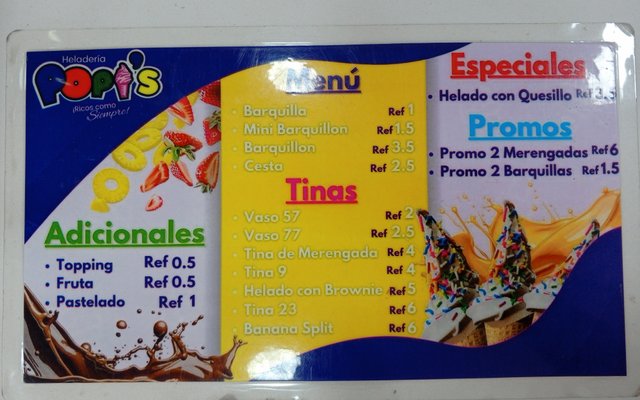 Heladería
POPI'S
¡Ricos como
Siempre!
Adicionales
• Topping Ref 0.5
• Fruta Ref 0.5
• Pastelado Ref 1
Menú
• Barquilla Ref 1
• Mini Barquillon Ref 1.5
• Barquillon Ref 3.5
• Cesta Ref 2.5
Tinas
• Vaso 57 Ref 2
• Vaso 77 Ref 2.5
• Tina de Merengada Ref 4
• Tina 9 Ref 4
• Helado con Brownie Ref 5
• Tina 23 Ref 6
• Banana Split Ref 6
Especiales
• Helado con Quesillo Ref 3.5
Promos
• Promo 2 Merengadas Ref 6
• Promo 2 Barquillas Ref 1.5